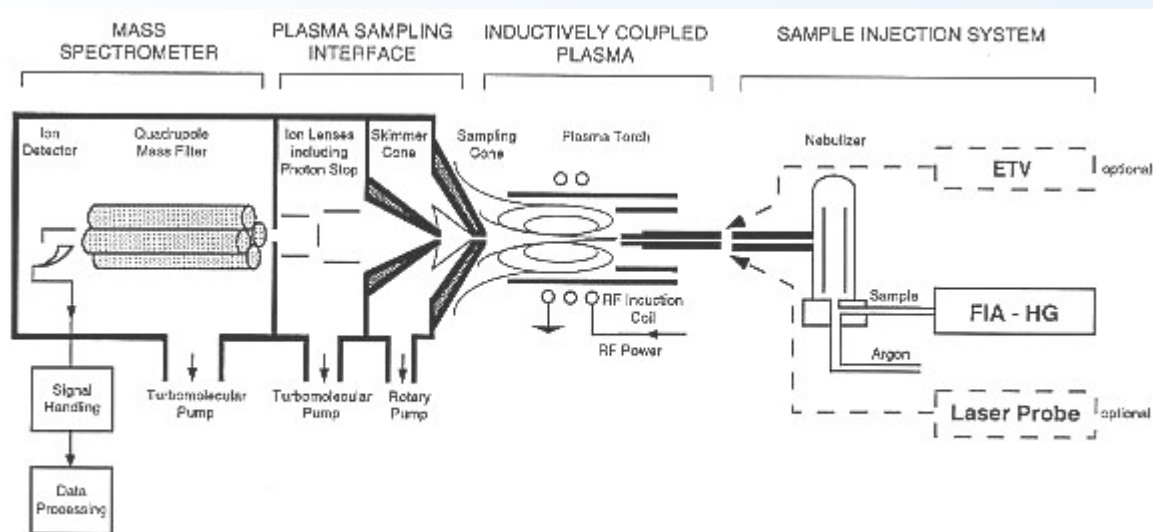 MASS
SPECTROMETER
PLASMA SAMPLING
INTERFACE
INDUCTIVELY COUPLED
PLASMA
SAMPLE INJECTION SYSTEM
Ion
Detector
Quadrupole
Mass Filter
Ion Lenses
including
Photon Stop
Skimmer
Cone
Sampling
Cone
Plasma Torch
Nebulizer
ETV
optional
RF Induction
Coil
RF Power
Sample
FIA - HG
Argon
Laser Probe
optional
Turbomolecular
Pump
Turbomolecular
Pump
Rotary
Pump
Signal
Handling
Data
Processing